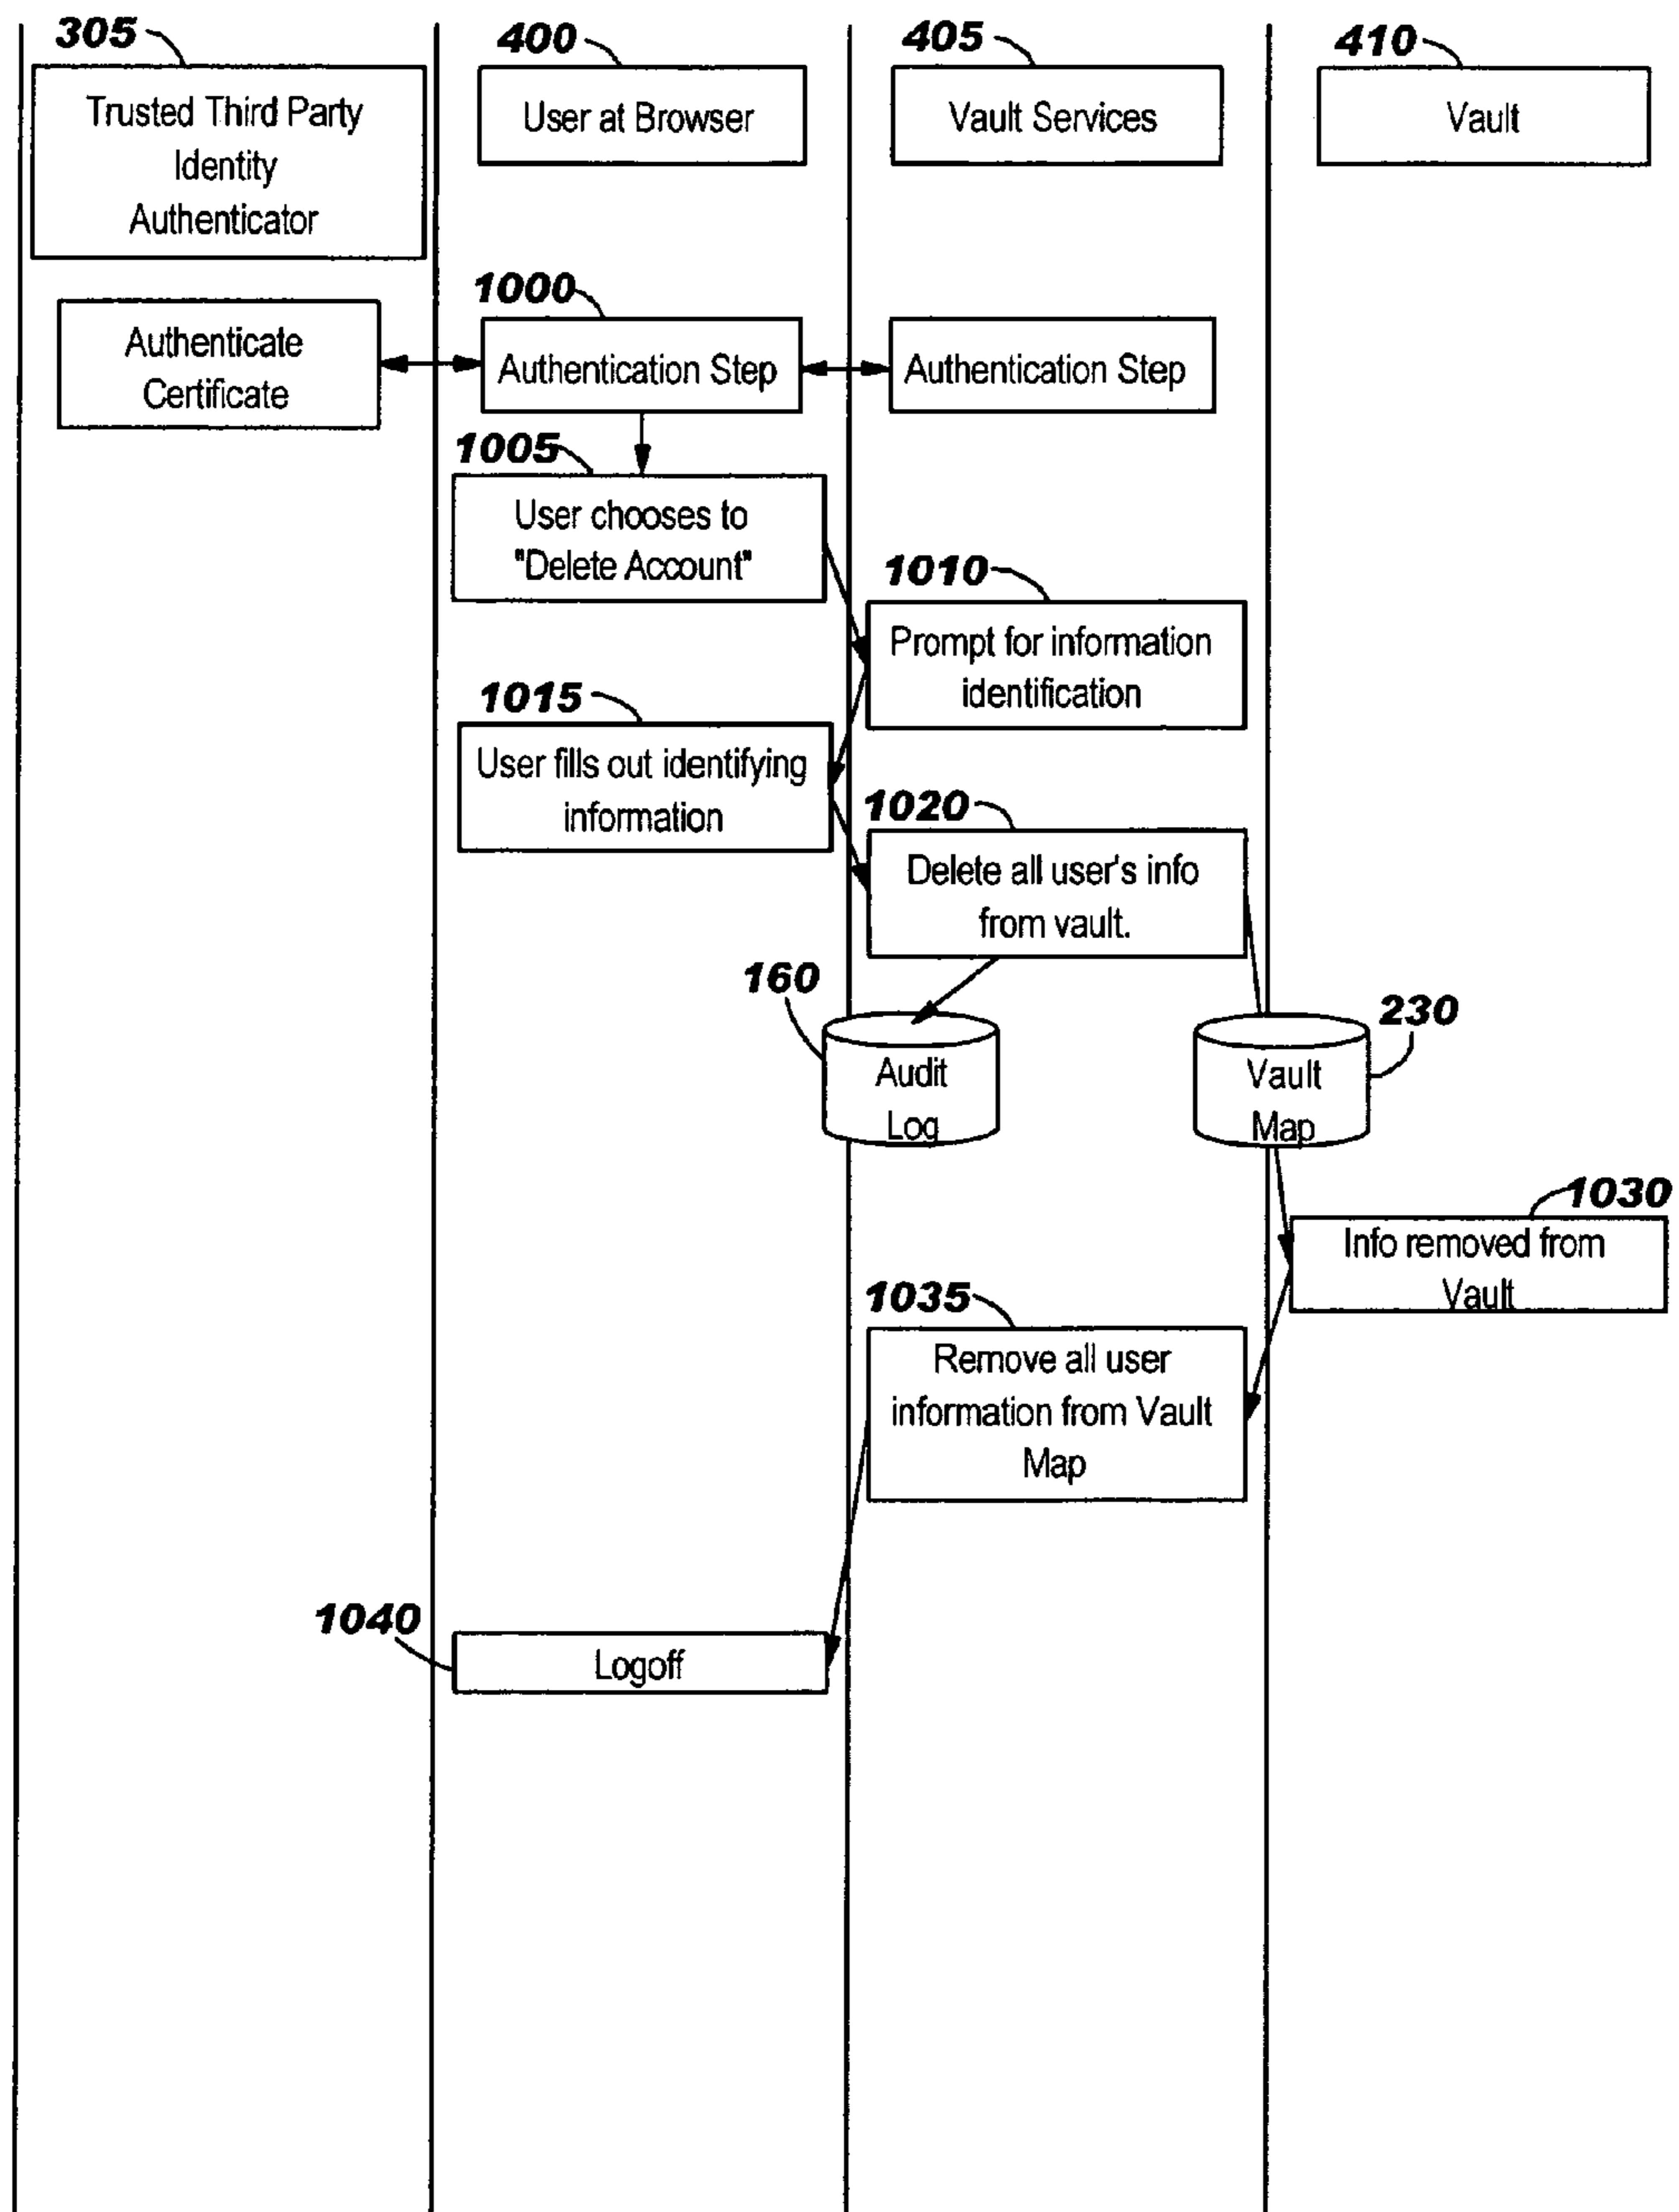 305
400
405
410
Trusted Third Party
Identity
Authenticator
User at Browser
Vault Services
Vault
1000
Authenticate
Certificate
Authentication Step
Authentication Step
1005
User chooses to
"Delete Account"
1010
Prompt for information
identification
1015
User fills out identifying
information
1020
Delete all user's info
from vault.
160
Audit
Log
230
Vault
Map
1030
Info removed from
Vault
1035
Remove all user
information from Vault
Map
1040
Logoff